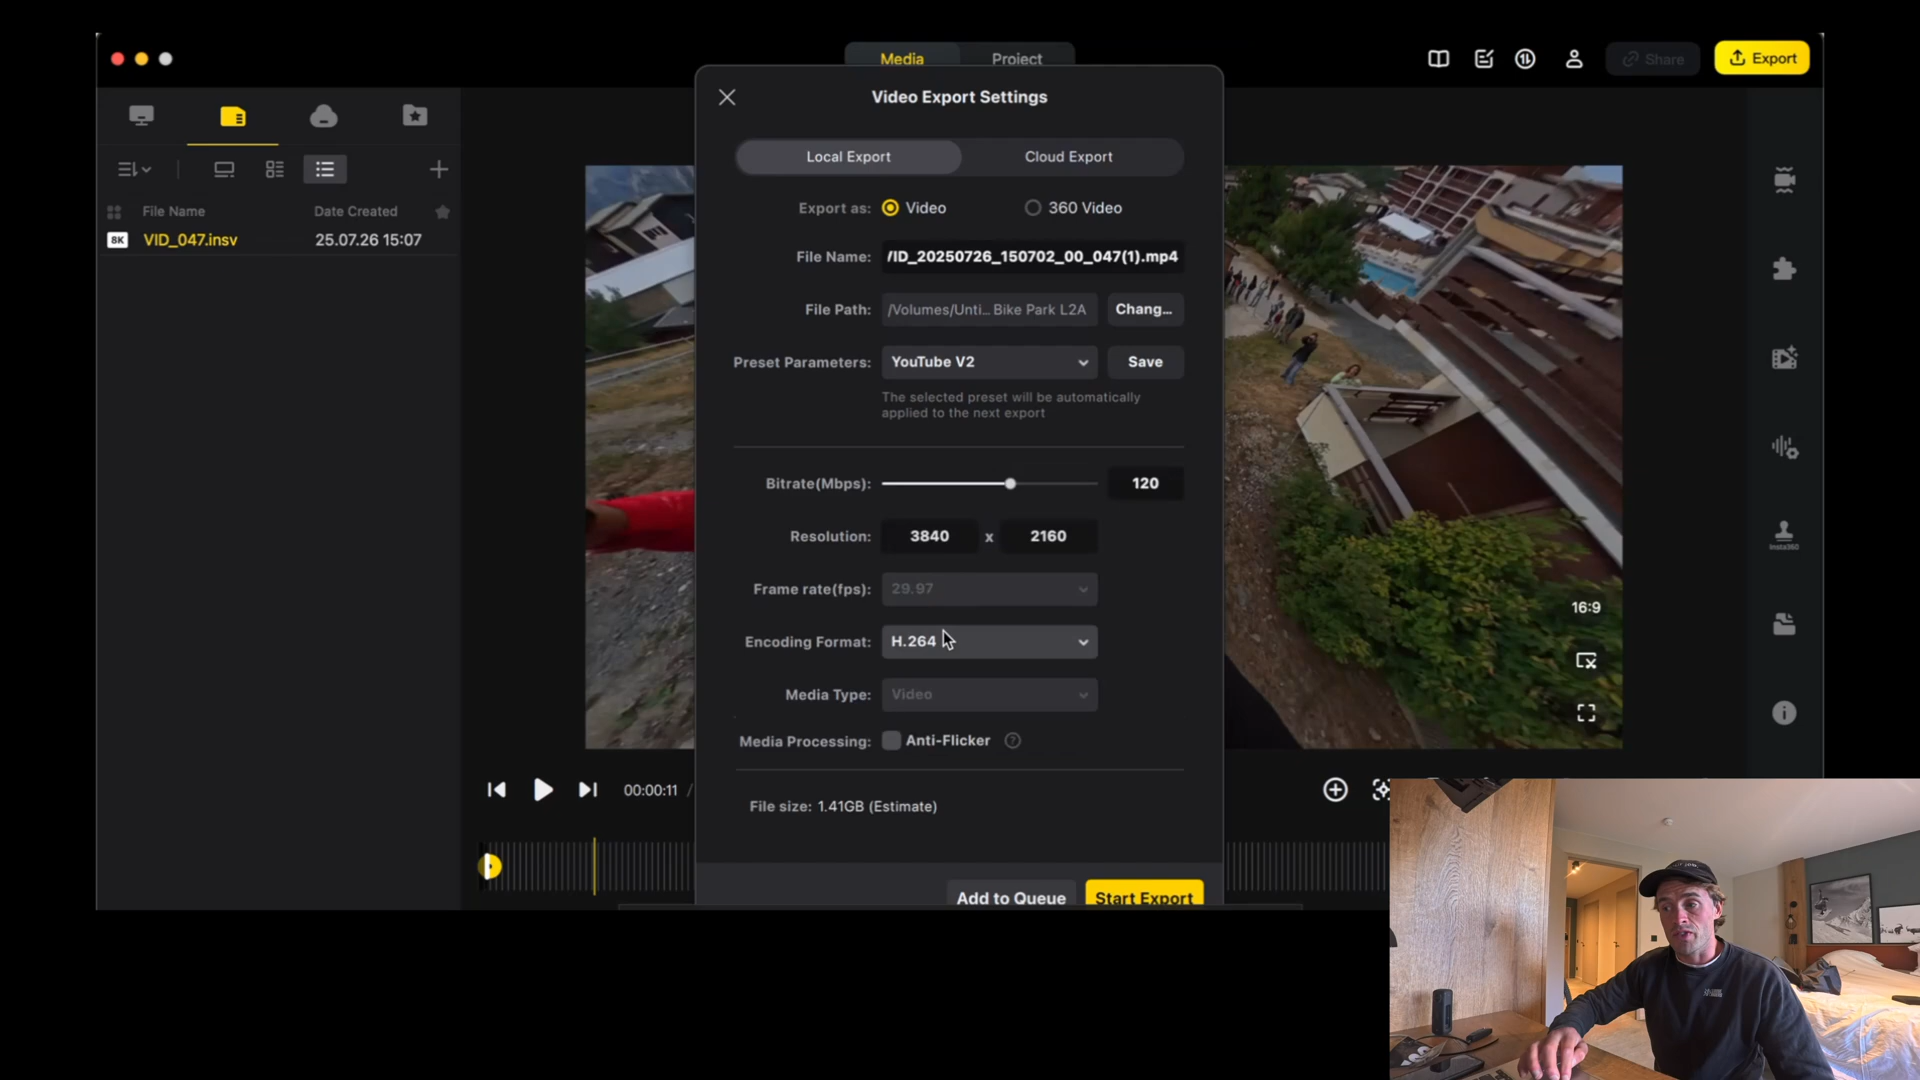 Media
Project
Share
Export
Video Export Settings
Local Export
Cloud Export
Export as:
Video
360 Video
File Name
Date Created
8K
VID_047.insv
25.07.26 15:07
File Name:
/ID_20250726_150702_00_047(1).mp4
File Path:
/Volumes/Unti... Bike Park L2A
Chang...
Preset Parameters:
YouTube V2
Save
The selected preset will be automatically
applied to the next export
Bitrate(Mbps):
120
Resolution:
3840
x
2160
Frame rate(fps):
29.97
Encoding Format:
H.264
Media Type:
Video
Media Processing:
Anti-Flicker
?
File size: 1.41GB (Estimate)
Add to Queue
Start Export
00:00:11 /
16:9
Insta360